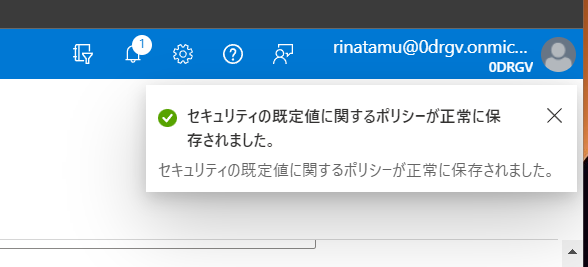 1
rinatamu@0drgv.onmic...
0DRGV
セキュリティの既定値に関するポリシーが正常に保
存されました。
セキュリティの既定値に関するポリシーが正常に保存されました。